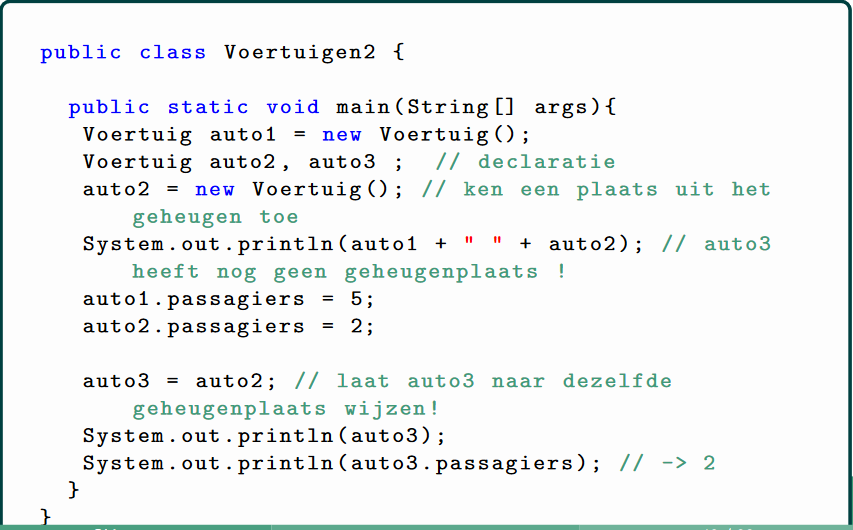 public class Voertuigen2 {
public static void main(String[] args){
Voertuig auto1 = new Voertuig();
Voertuig auto2, auto3 ;  // declaratie
auto2 = new Voertuig(); // ken een plaats uit het
geheugen toe
System.out.println(auto1 + " " + auto2); // auto3
heeft nog geen geheugenplaats !
auto1.passagiers = 5;
auto2.passagiers = 2;
auto3 = auto2; // laat auto3 naar dezelfde
geheugenplaats wijzen!
System.out.println(auto3);
System.out.println(auto3.passagiers); // -> 2
}
}